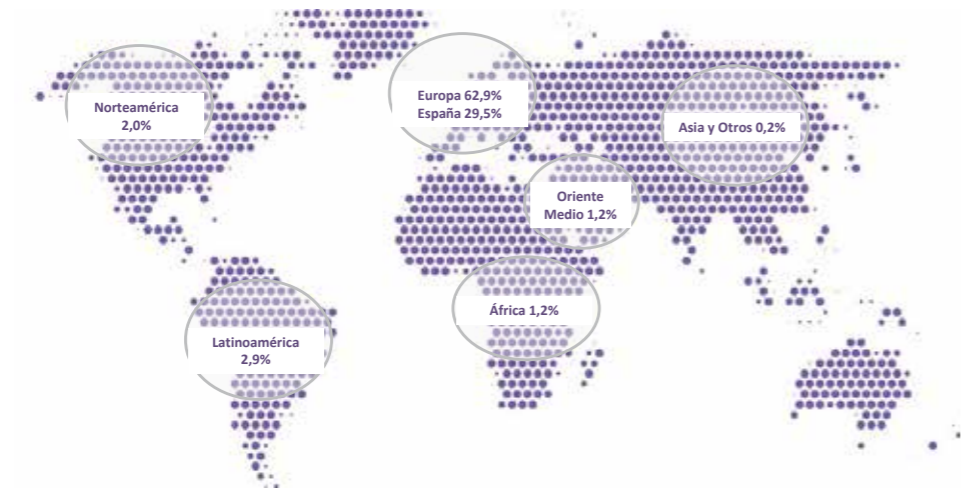 Norteamérica
2,0%
Europa 62,9%
España 29,5%
Asia y Otros 0,2%
Oriente
Medio 1,2%
África 1,2%
Latinoamérica
2,9%